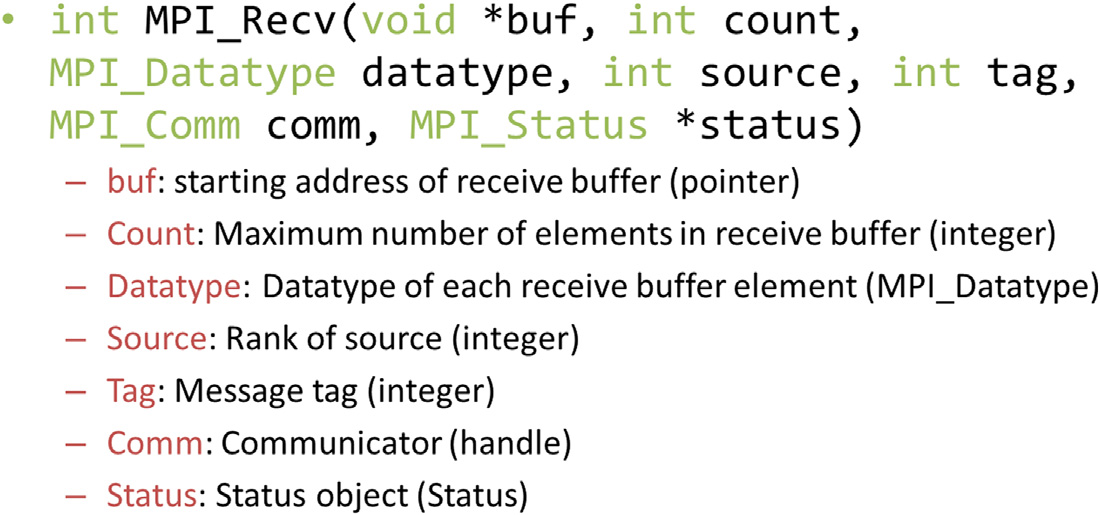 • int MPI_Recv(void *buf, int count,
MPI_Datatype datatype, int source, int tag,
MPI_Comm comm, MPI_Status *status)
– buf: starting address of receive buffer (pointer)
– Count: Maximum number of elements in receive buffer (integer)
– Datatype: Datatype of each receive buffer element (MPI_Datatype)
– Source: Rank of source (integer)
– Tag: Message tag (integer)
– Comm: Communicator (handle)
– Status: Status object (Status)